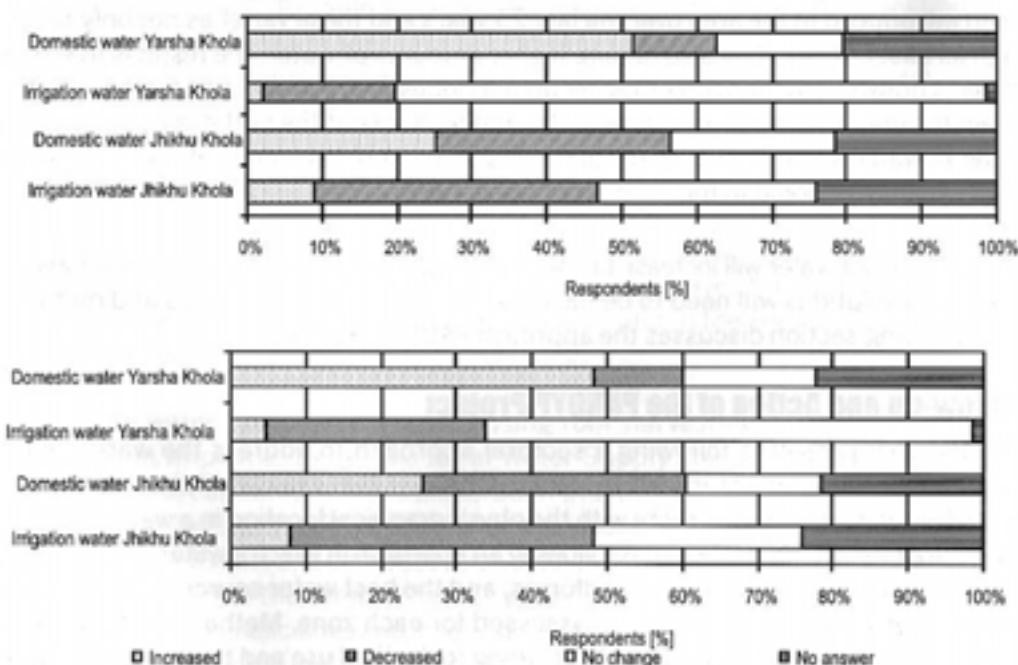 Domestic water Yarsha Khola
Irrigation water Yarsha Khola
Domestic water Jhikhu Khola
Irrigation water Jhikhu Khola
0% 10% 20% 30% 40% 50% 60% 70% 80% 90% 100%
Respondents [%]
Domestic water Yarsha Khola
Irrigation water Yarsha Khola
Domestic water Jhikhu Khola
Irrigation water Jhikhu Khola
0% 10% 20% 30% 40% 50% 60% 70% 80% 90% 100%
Respondents [%]
Increased Decreased No change No answer